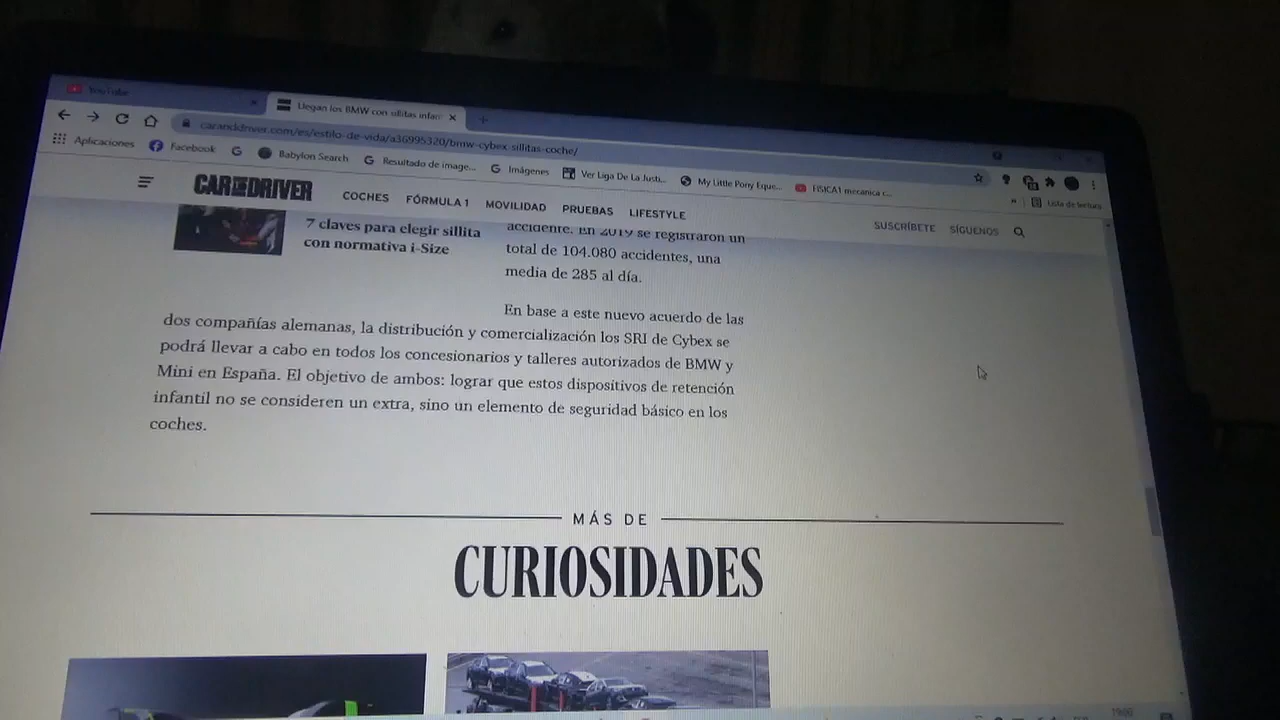 YouTube
Llegan los BMW con sillitas infan
caranddriver.com/es/estilo-de-vida/a36995320/bmw-cybex-sillitas-coche/
Aplicaciones Facebook Babylon Search Resultado de image... Imágenes Ver Liga De La Justi... My Little Pony Eque... FISICA1 mecanica c... » Lista de lectura
CAR AND DRIVER COCHES FÓRMULA 1 MOVILIDAD PRUEBAS LIFESTYLE SUSCRÍBETE SÍGUENOS
7 claves para elegir sillita
con normativa i-Size
accidente. En 2019 se registraron un
total de 104.080 accidentes, una
media de 285 al día.
En base a este nuevo acuerdo de las
dos compañías alemanas, la distribución y comercialización los SRI de Cybex se
podrá llevar a cabo en todos los concesionarios y talleres autorizados de BMW y
Mini en España. El objetivo de ambos: lograr que estos dispositivos de retención
infantil no se consideren un extra, sino un elemento de seguridad básico en los
coches.
MÁS DE
CURIOSIDADES